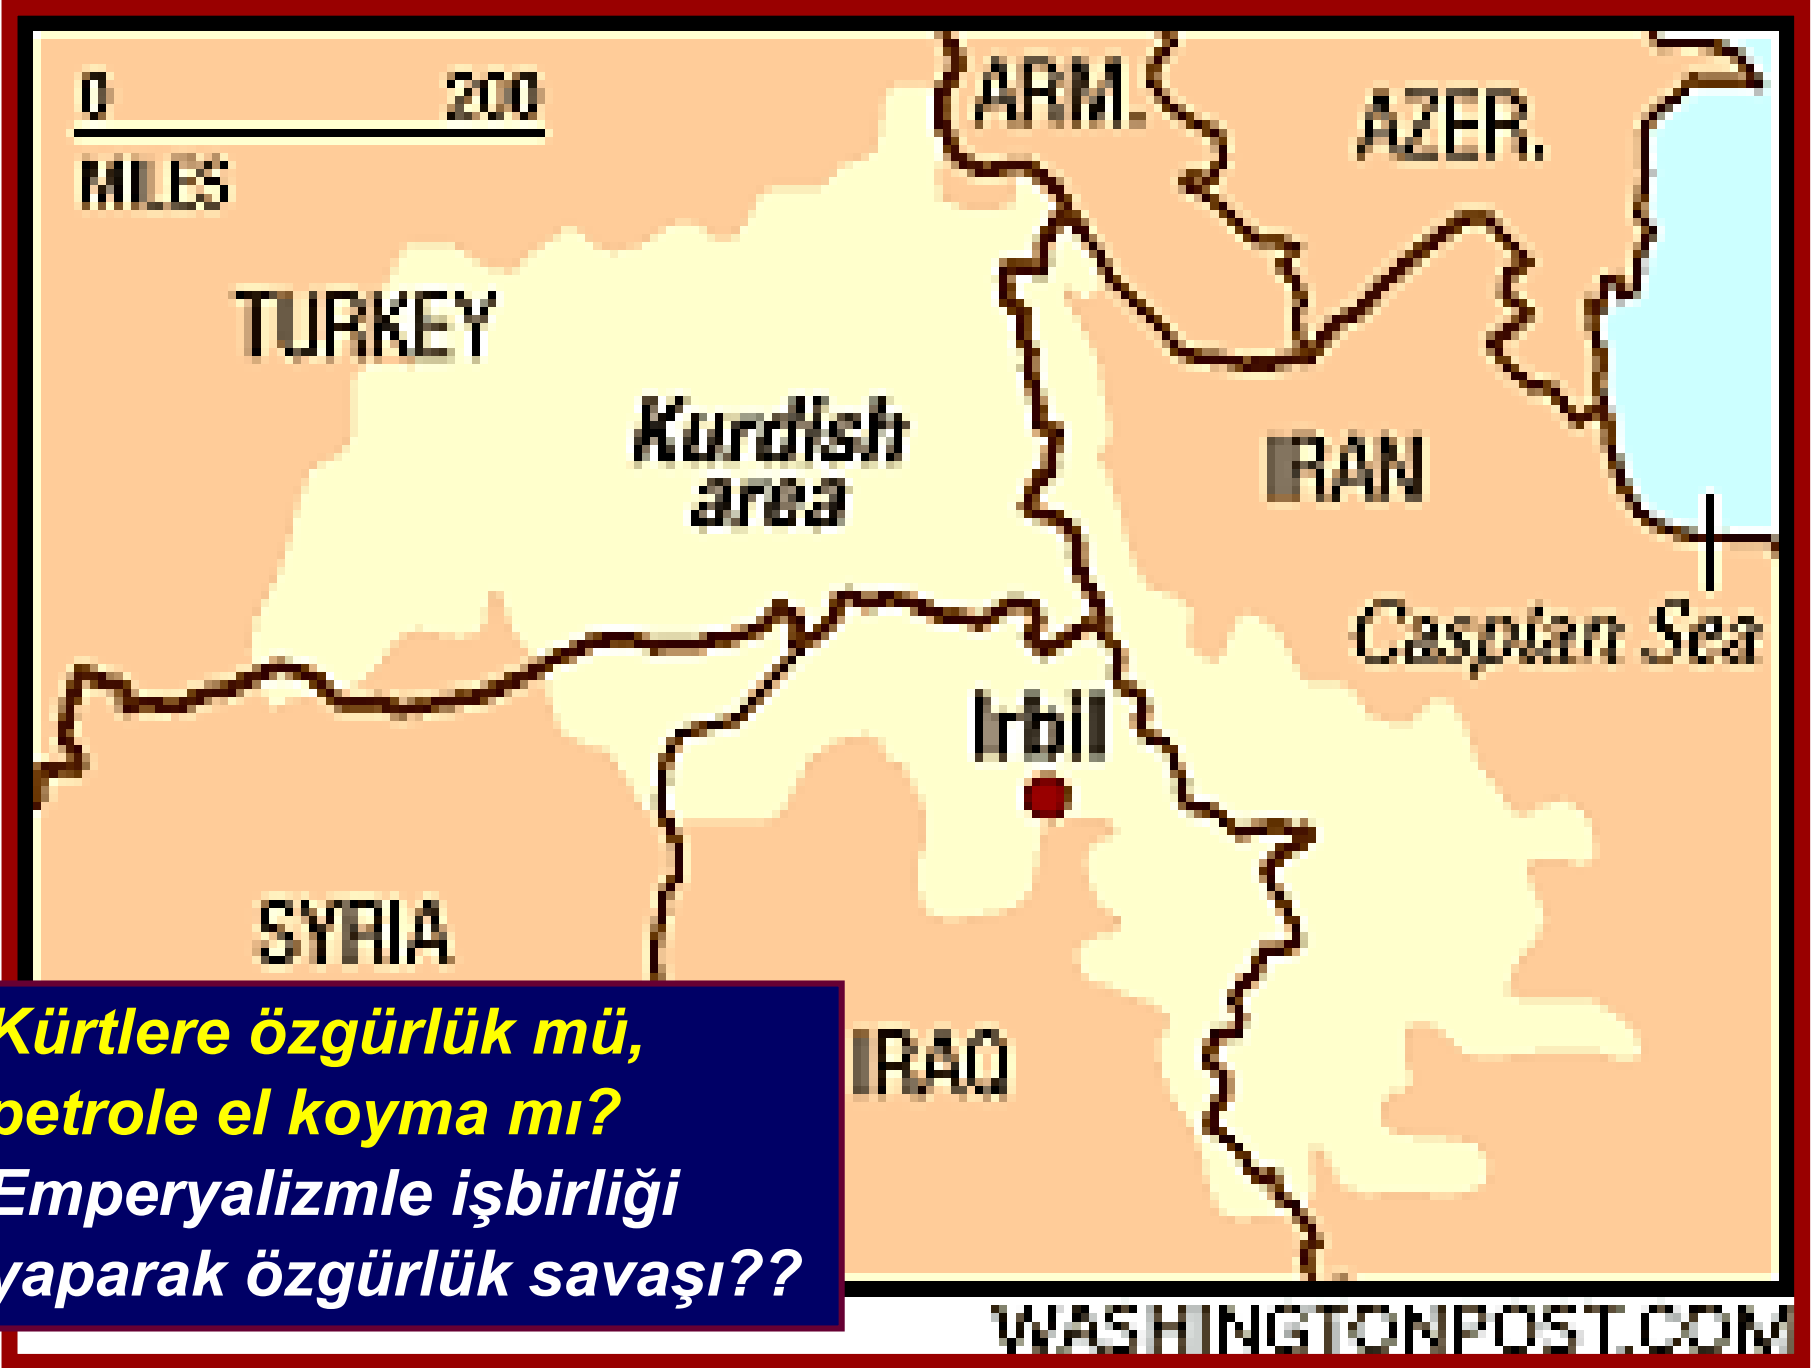 0 200
MILES
ARM.
AZER.
TURKEY
Kurdish
area
IRAN
Caspian Sea
Irbil
SYRIA
IRAQ
Kürtlere özgürlük mü,
petrole el koyma mı?
Emperyalizmle işbirliği
yaparak özgürlük savaşı??
WASHINGTONPOST.COM